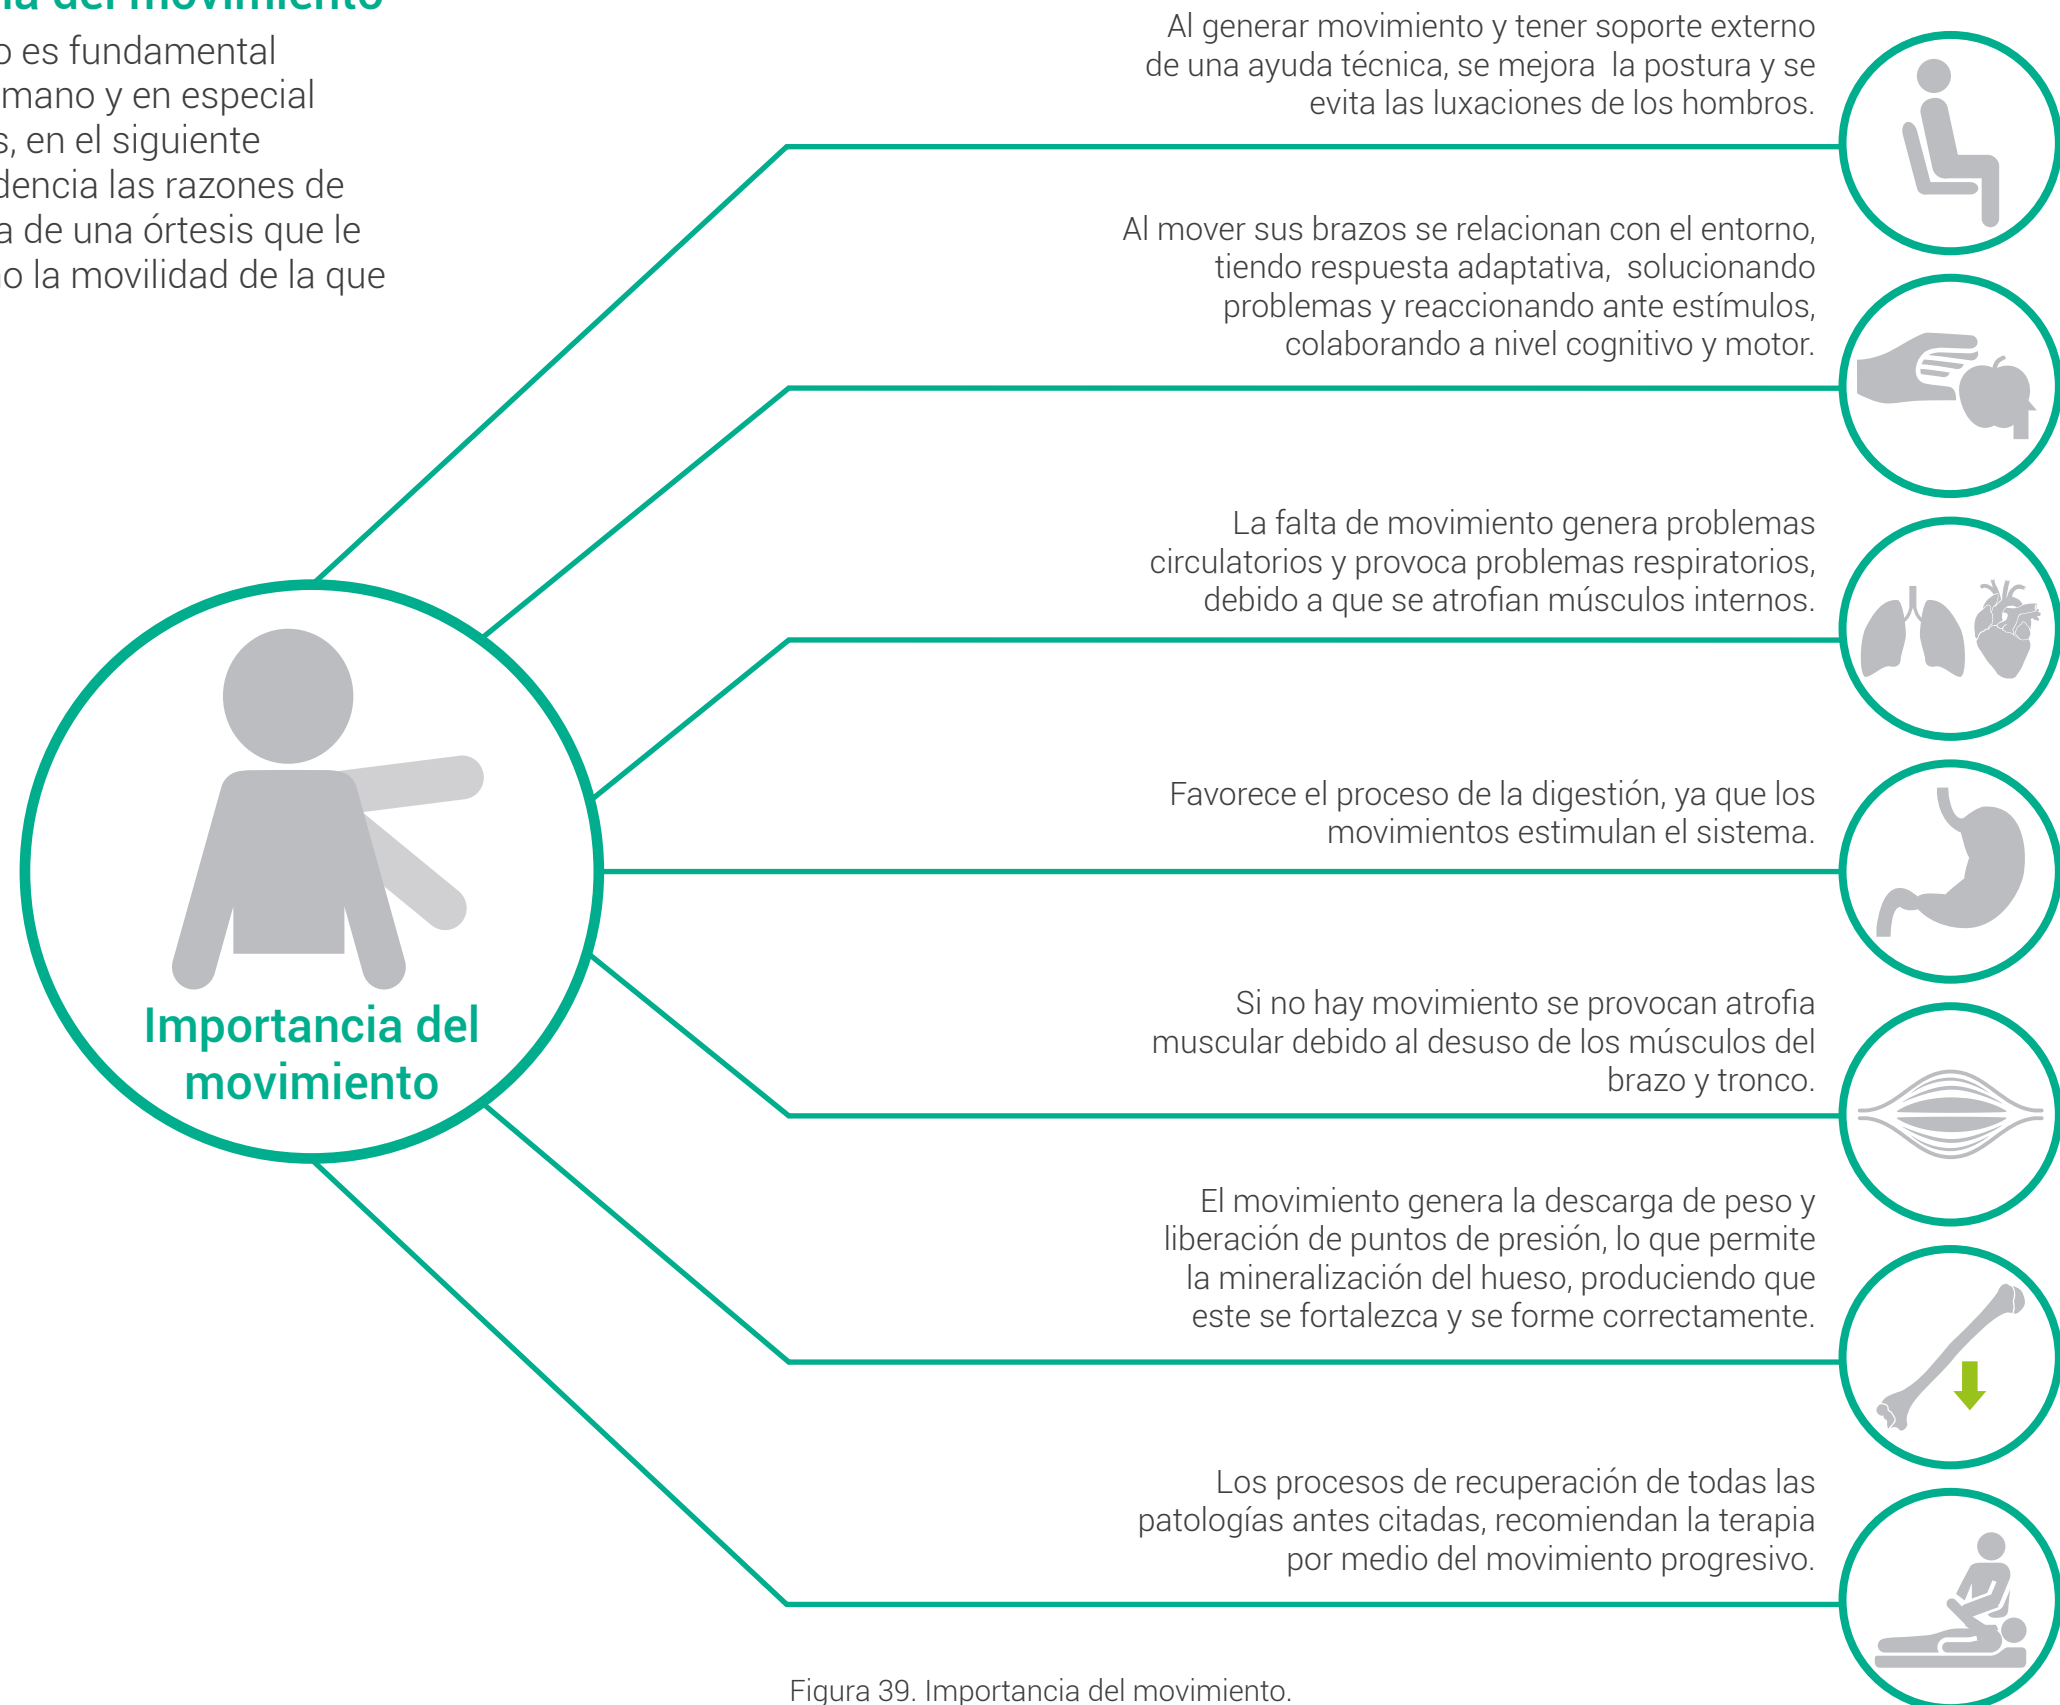 del movimiento
o es fundamental
mano y en especial
s, en el siguiente
dencia las razones de
a de una órtesis que le
o la movilidad de la que
Al generar movimiento y tener soporte externo
de una ayuda técnica, se mejora la postura y se
evita las luxaciones de los hombros.
Al mover sus brazos se relacionan con el entorno,
tiendo respuesta adaptativa, solucionando
problemas y reaccionando ante estímulos,
colaborando a nivel cognitivo y motor.
La falta de movimiento genera problemas
circulatorios y provoca problemas respiratorios,
debido a que se atrofian músculos internos.
Favorece el proceso de la digestión, ya que los
movimientos estimulan el sistema.
Importancia del
movimiento
Si no hay movimiento se provocan atrofia
muscular debido al desuso de los músculos del
brazo y tronco.
El movimiento genera la descarga de peso y
liberación de puntos de presión, lo que permite
la mineralización del hueso, produciendo que
este se fortalezca y se forme correctamente.
Los procesos de recuperación de todas las
patologías antes citadas, recomiendan la terapia
por medio del movimiento progresivo.
Figura 39. Importancia del movimiento.